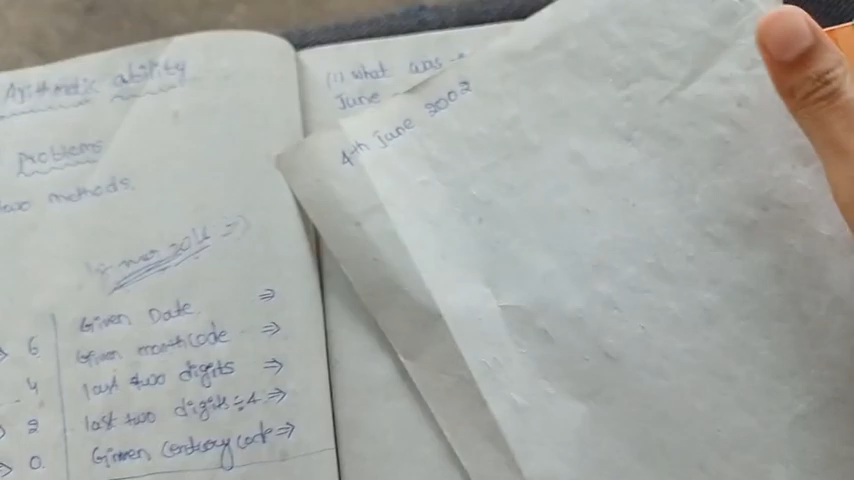 Arithmetic ability
Problems
two methods.
(1) what was
June
4th june 2002
6 Given Date. ⇒
4 Given month code ⇒
last two digits ⇒
2 last two digits ÷ 4 ⇒
0. Given Century code ⇒